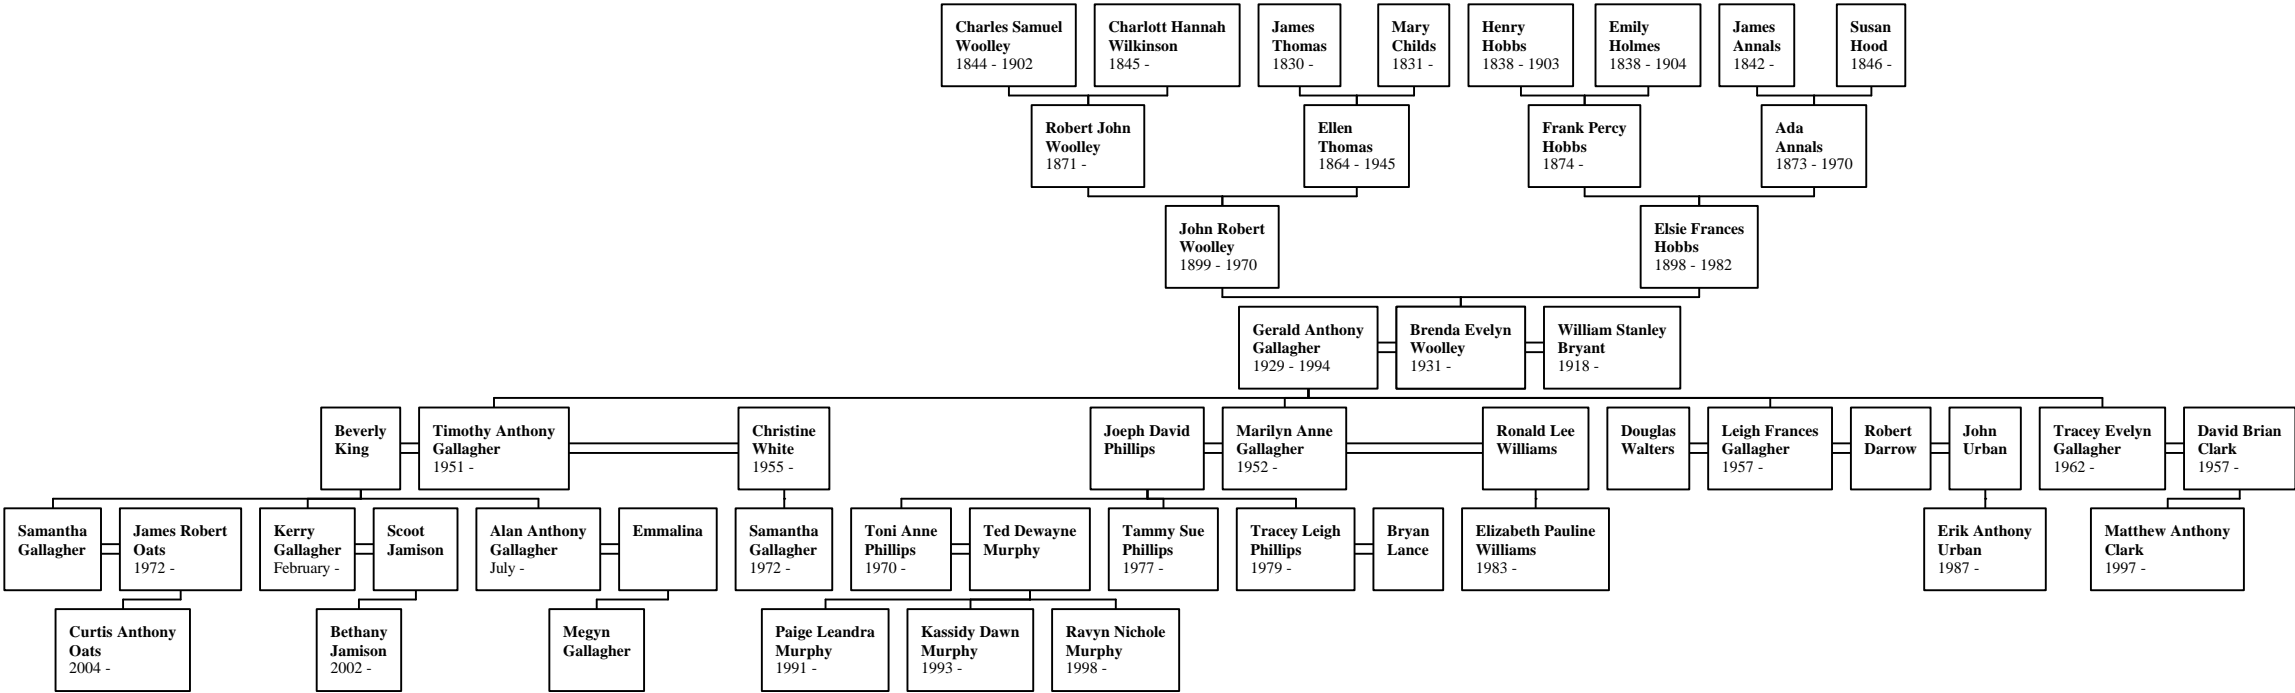 Charles Samuel
Woolley
1844 - 1902
Charlott Hannah
Wilkinson
1845 -
James
Thomas
1830 -
Mary
Childs
1831 -
Henry
Hobbs
1838 - 1903
Emily
Holmes
1838 - 1904
James
Annals
1842 -
Susan
Hood
1846 -
Robert John
Woolley
1871 -
Ellen
Thomas
1864 - 1945
Frank Percy
Hobbs
1874 -
Ada
Annals
1873 - 1970
John Robert
Woolley
1899 - 1970
Elsie Frances
Hobbs
1898 - 1982
Gerald Anthony
Gallagher
1929 - 1994
Brenda Evelyn
Woolley
1931 -
William Stanley
Bryant
1918 -
Beverly
King
Timothy Anthony
Gallagher
1951 -
Christine
White
1955 -
Joeph David
Phillips
Marilyn Anne
Gallagher
1952 -
Ronald Lee
Williams
Douglas
Walters
Leigh Frances
Gallagher
1957 -
Robert
Darrow
John
Urban
Tracey Evelyn
Gallagher
1962 -
David Brian
Clark
1957 -
Samantha
Gallagher
James Robert
Oats
1972 -
Kerry
Gallagher
February -
Scoot
Jamison
Alan Anthony
Gallagher
July -
Emmalina
Samantha
Gallagher
1972 -
Toni Anne
Phillips
1970 -
Ted Dewayne
Murphy
Tammy Sue
Phillips
1977 -
Tracey Leigh
Phillips
1979 -
Bryan
Lance
Elizabeth Pauline
Williams
1983 -
Erik Anthony
Urban
1987 -
Matthew Anthony
Clark
1997 -
Curtis Anthony
Oats
2004 -
Bethany
Jamison
2002 -
Megyn
Gallagher
Paige Leandra
Murphy
1991 -
Kassidy Dawn
Murphy
1993 -
Ravyn Nichole
Murphy
1998 -